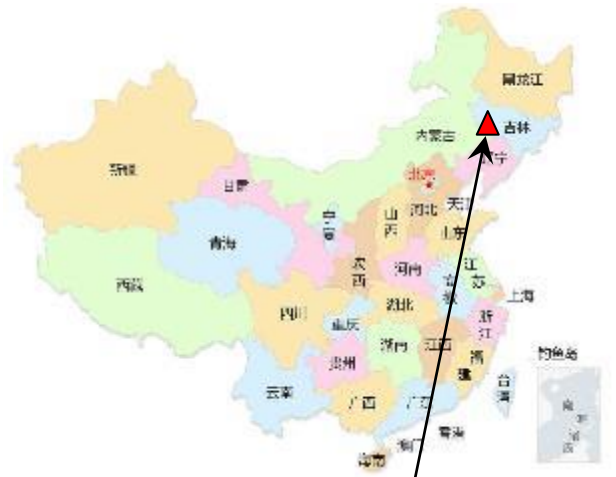 黑龙江
吉林
辽宁
内蒙古
北京
新疆
甘肃
天津
河北
山西
宁夏
山东
青海
陕西
河南
江苏
安徽
西藏
上海
四川
湖北
重庆
浙江
湖南
江西
贵州
福建
钓鱼岛
台湾
云南
广西
广东
香港
澳门
海南